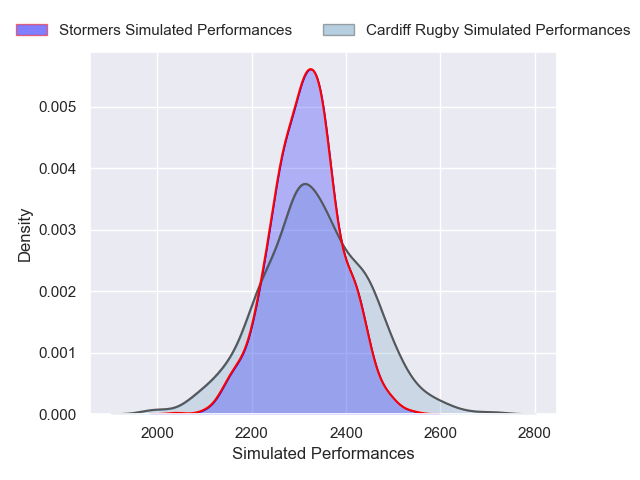 Stormers Simulated Performances
Cardiff Rugby Simulated Performances
0.005
0.004
0.003
0.002
0.001
0.000
Density
2000
2200
2400
2600
2800
Simulated Performances